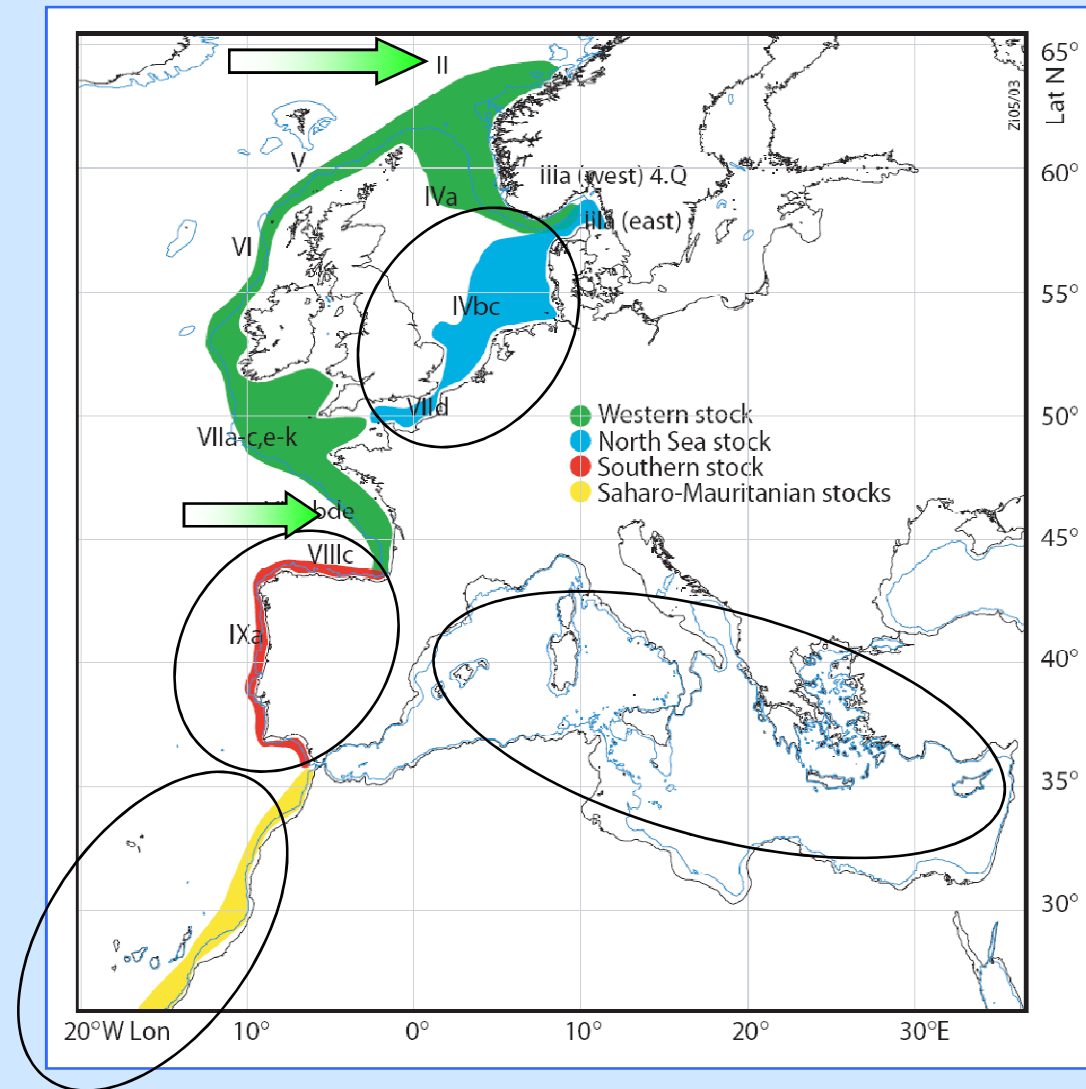 II
65°
Lat N
ZI05/03
V
60°
iiia (west) 4.Q
IVa
IIIa (east)
VI
55°
IVbc
VIId
50°
Western stock
North Sea stock
Southern stock
Saharo-Mauritanian stocks
VIIa-c,e-k
bde
45°
VIIIc
IXa
40°
35°
30°
20°W Lon 10° 0° 10° 20° 30°E